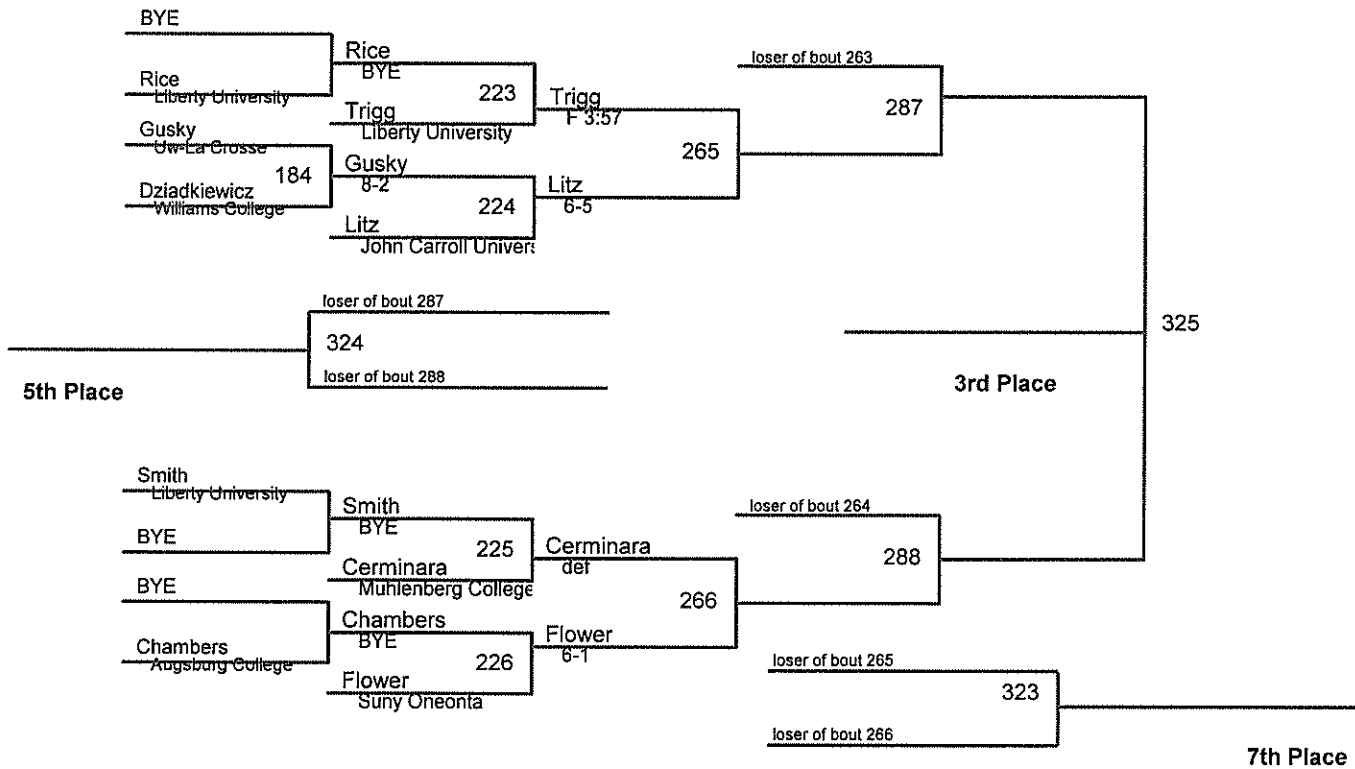 BYE
Rice
Liberty University
Gusky
Uw-La Crosse
184
Dziadkiewicz
Williams College
Rice
BYE
223
Trigg
Liberty University
Gusky
8-2
224
Litz
John Carroll Univers
Trigg
F 3:57
265
Litz
6-5
loser of bout 263
287
loser of bout 287
324
loser of bout 288
5th Place
325
3rd Place
Smith
Liberty University
BYE
BYE
Chambers
Augsburg College
Smith
BYE
225
Cerminara
Muhlenberg College
Chambers
BYE
226
Flower
Suny Oneonta
Cerminara
def
266
Flower
6-1
loser of bout 264
288
loser of bout 265
323
loser of bout 266
7th Place